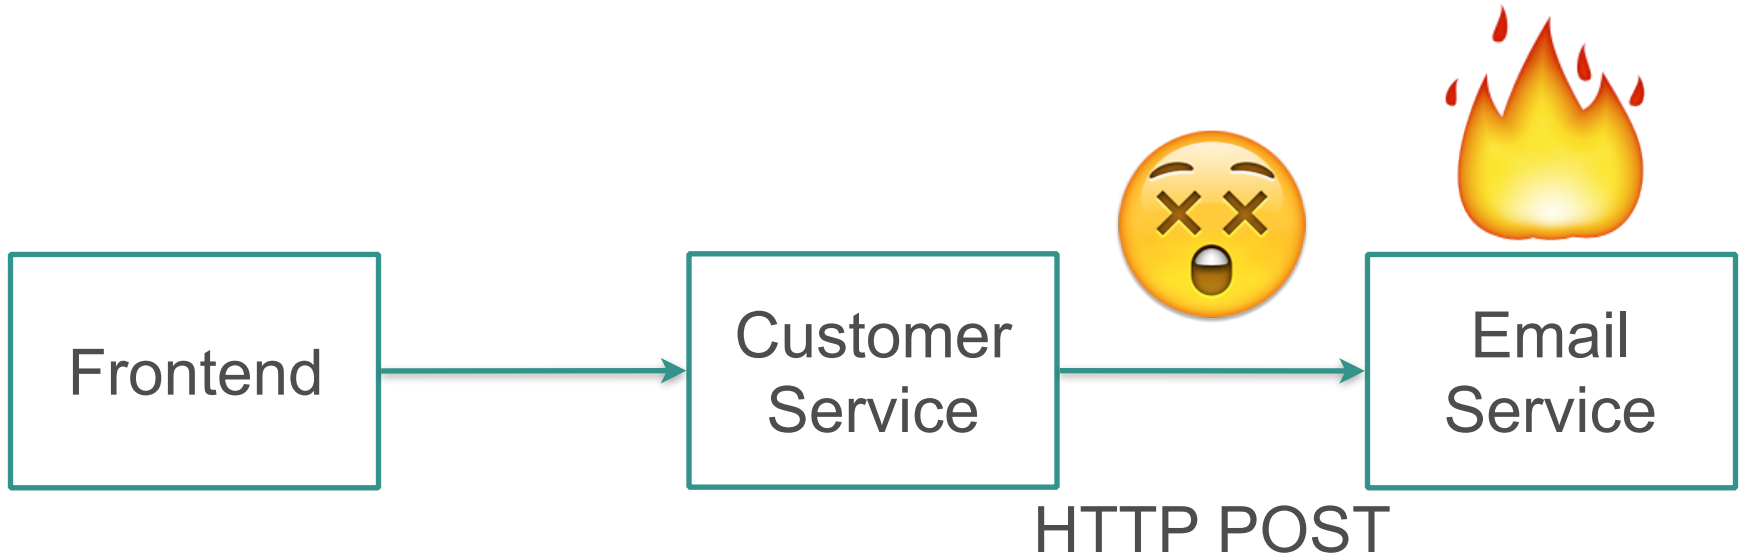 Frontend
Customer
Service
Email
Service
HTTP POST